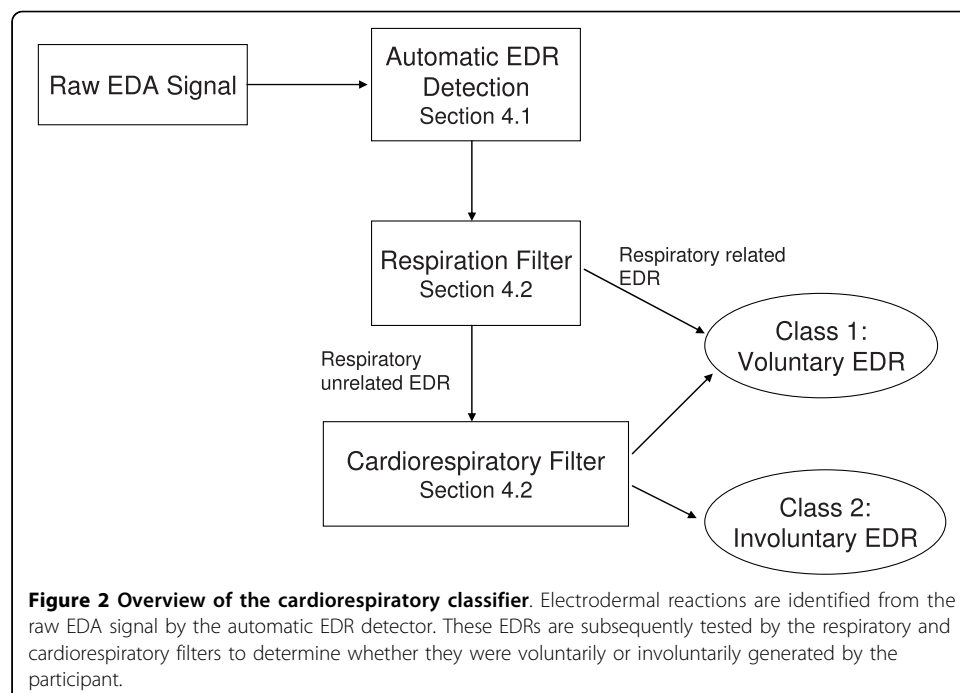 Raw EDA Signal
Automatic EDR
Detection
Section 4.1
Respiration Filter
Section 4.2
Respiratory related
EDR
Class 1:
Voluntary EDR
Respiratory
unrelated EDR
Cardiorespiratory Filter
Section 4.2
Class 2:
Involuntary EDR
Figure 2 Overview of the cardiorespiratory classifier. Electrodermal reactions are identified from the
raw EDA signal by the automatic EDR detector. These EDRs are subsequently tested by the respiratory and
cardiorespiratory filters to determine whether they were voluntarily or involuntarily generated by the
participant.